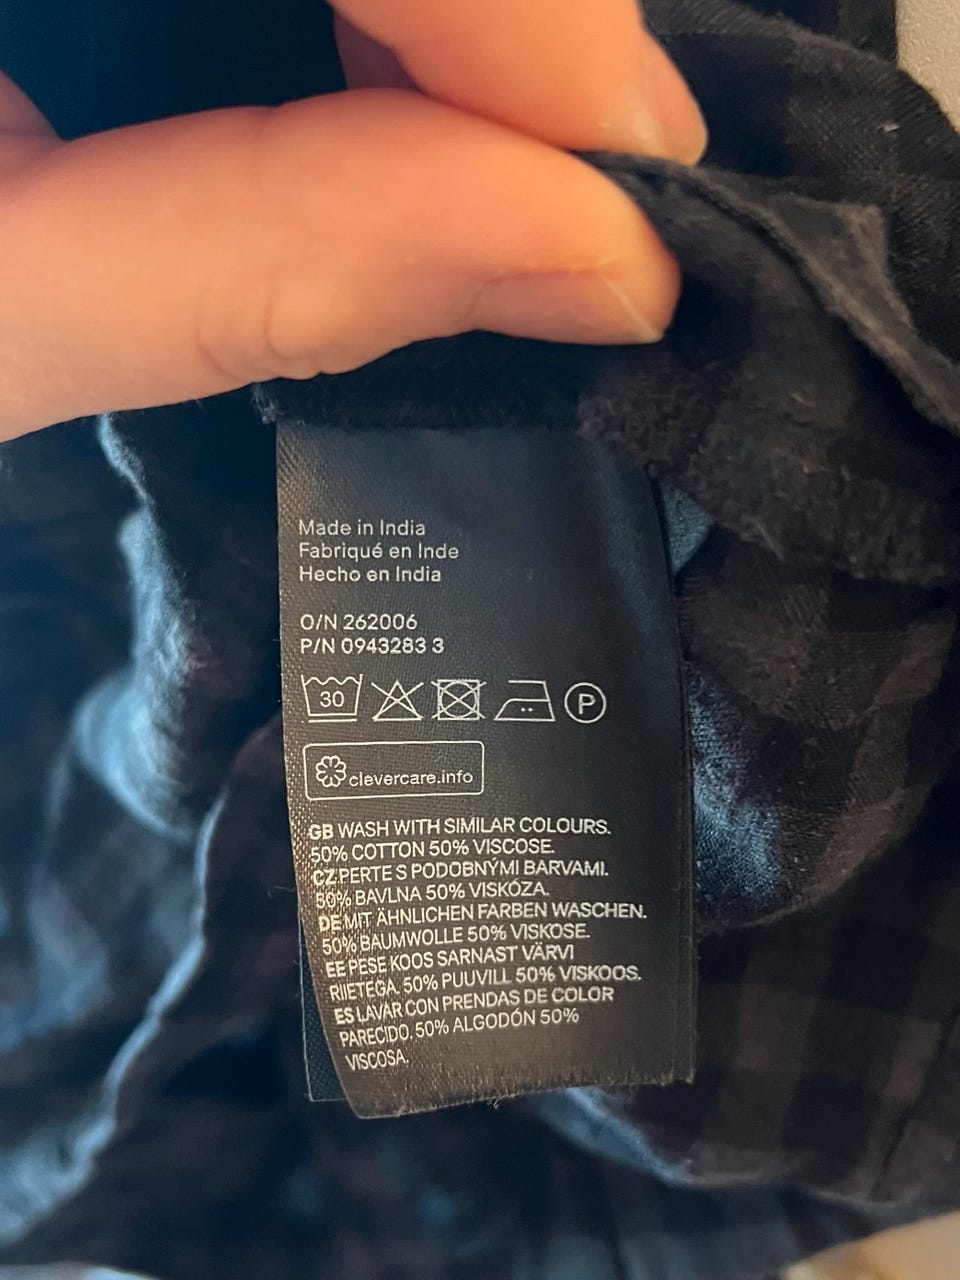 Made in India
Fabriqué en Inde
Hecho en India
O/N 262006
P/N 0943283 3
30
P
clevercare.info
GB WASH WITH SIMILAR COLOURS.
50% COTTON 50% VISCOSE.
CZ PERTE S PODOBNÝMI BARVAMI.
50% BAVLNA 50% VISKÓZA.
DE MIT ÄHNLICHEN FARBEN WASCHEN.
50% BAUMWOLLE 50% VISKOSE.
EE PESE KOOS SARNAST VÄRVI
RIIETEGA. 50% PUUVILL 50% VISKOOS.
ES LAVAR CON PRENDAS DE COLOR
PARECIDO. 50% ALGODÓN 50%
VISCOSA.